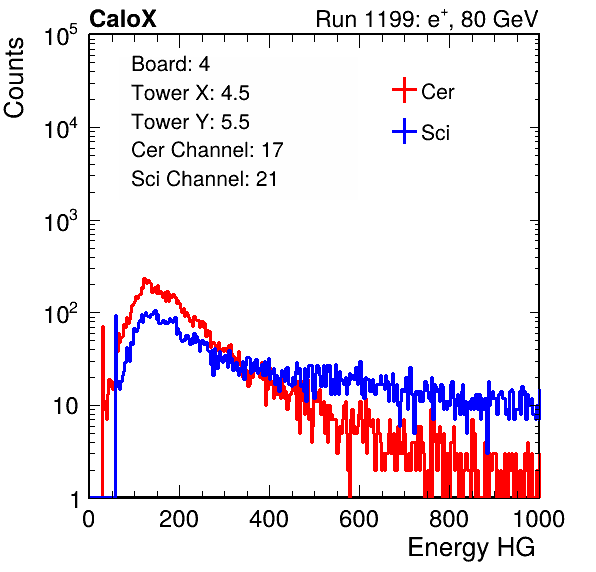 CaloX Run 1199: e⁺, 80 GeV
Counts
Board: 4
Tower X: 4.5
Tower Y: 5.5
Cer Channel: 17
Sci Channel: 21
Cer
Sci
10⁵
10⁴
10³
10²
10
1
0 200 400 600 800 1000
Energy HG